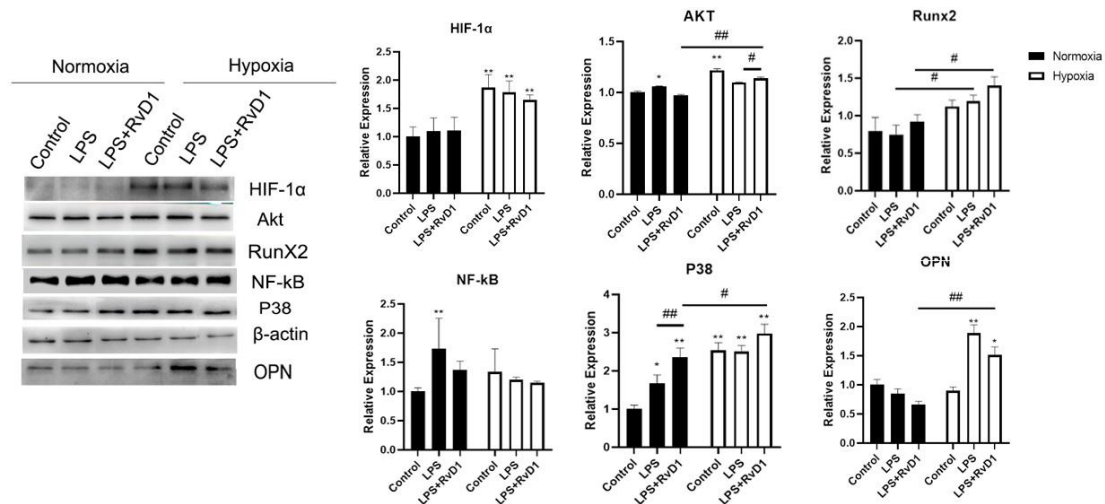 Normoxia Hypoxia
Control LPS LPS+RvD1 Control LPS LPS+RvD1
HIF-1α
Akt
RunX2
NF-kB
P38
β-actin
OPN
HIF-1α
Relative Expression
2.5
2.0
1.5
1.0
0.5
0.0
** ** **
Control LPS LPS+RvD1 Control LPS LPS+RvD1
AKT
Relative Expression
1.5
1.0
0.5
0.0
##
* ** #
Control LPS LPS+RvD1 Control LPS LPS+RvD1
Runx2
Relative Expression
2.0
1.5
1.0
0.5
0.0
#
#
Control LPS LPS+RvD1 Control LPS LPS+RvD1
Normoxia
Hypoxia
NF-kB
Relative Expression
2.5
2.0
1.5
1.0
0.5
0.0
**
Control LPS LPS+RvD1 Control LPS LPS+RvD1
P38
Relative Expression
4
3
2
1
0
#
##
* ** ** ** **
Control LPS LPS+RvD1 Control LPS LPS+RvD1
OPN
Relative Expression
2.5
2.0
1.5
1.0
0.5
0.0
##
** *
Control LPS LPS+RvD1 Control LPS LPS+RvD1